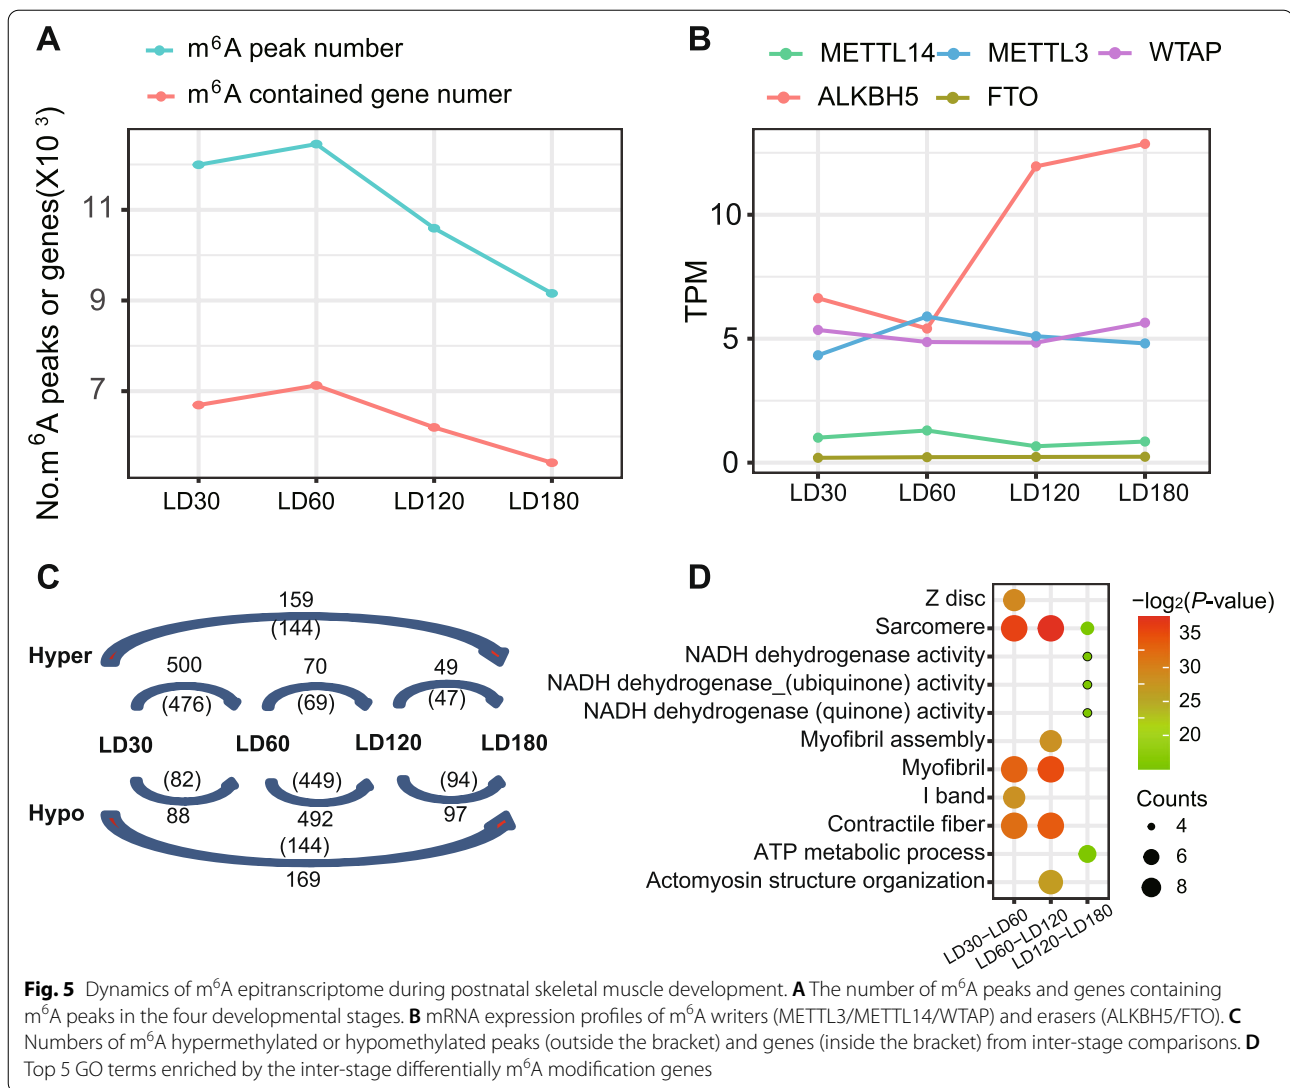 A
m⁶A peak number
m⁶A contained gene numer
No.m ⁶A peaks or genes(X10 ³)
11
9
7
LD30 LD60 LD120 LD180
B
METTL14 METTL3 WTAP
ALKBH5 FTO
TPM
10
5
0
LD30 LD60 LD120 LD180
C
159
(144)
Hyper
500 70 49
(476) (69) (47)
LD30 LD60 LD120 LD180
(82) (449) (94)
Hypo
88 492 97
(144)
169
D
Z disc
Sarcomere
NADH dehydrogenase activity
NADH dehydrogenase_(ubiquinone) activity
NADH dehydrogenase (quinone) activity
Myofibril assembly
Myofibril
I band
Contractile fiber
ATP metabolic process
Actomyosin structure organization
LD30−LD60
LD60−LD120
LD120−LD180
−log₂(P-value)
35
30
25
20
Counts
4
6
8
Fig. 5 Dynamics of m⁶A epitranscriptome during postnatal skeletal muscle development. A The number of m⁶A peaks and genes containing
m⁶A peaks in the four developmental stages. B mRNA expression profiles of m⁶A writers (METTL3/METTL14/WTAP) and erasers (ALKBH5/FTO). C
Numbers of m⁶A hypermethylated or hypomethylated peaks (outside the bracket) and genes (inside the bracket) from inter-stage comparisons. D
Top 5 GO terms enriched by the inter-stage differentially m⁶A modification genes